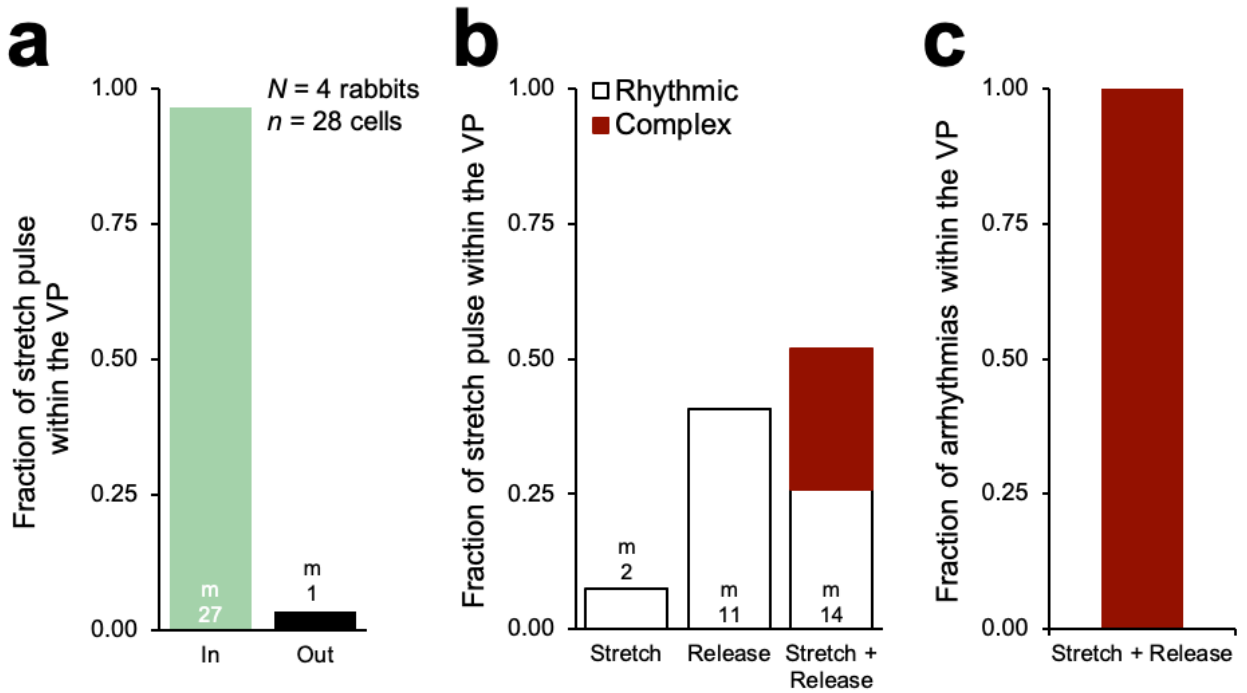 a
Fraction of stretch pulse
within the VP
1.00
0.75
0.50
0.25
0.00
N = 4 rabbits
n = 28 cells
m
27
m
1
In
Out
b
Fraction of stretch pulse within the VP
1.00
0.75
0.50
0.25
0.00
Rhythmic
Complex
m
2
m
11
m
14
Stretch
Release
Stretch +
Release
c
Fraction of arrhythmias within the VP
1.00
0.75
0.50
0.25
0.00
Stretch + Release